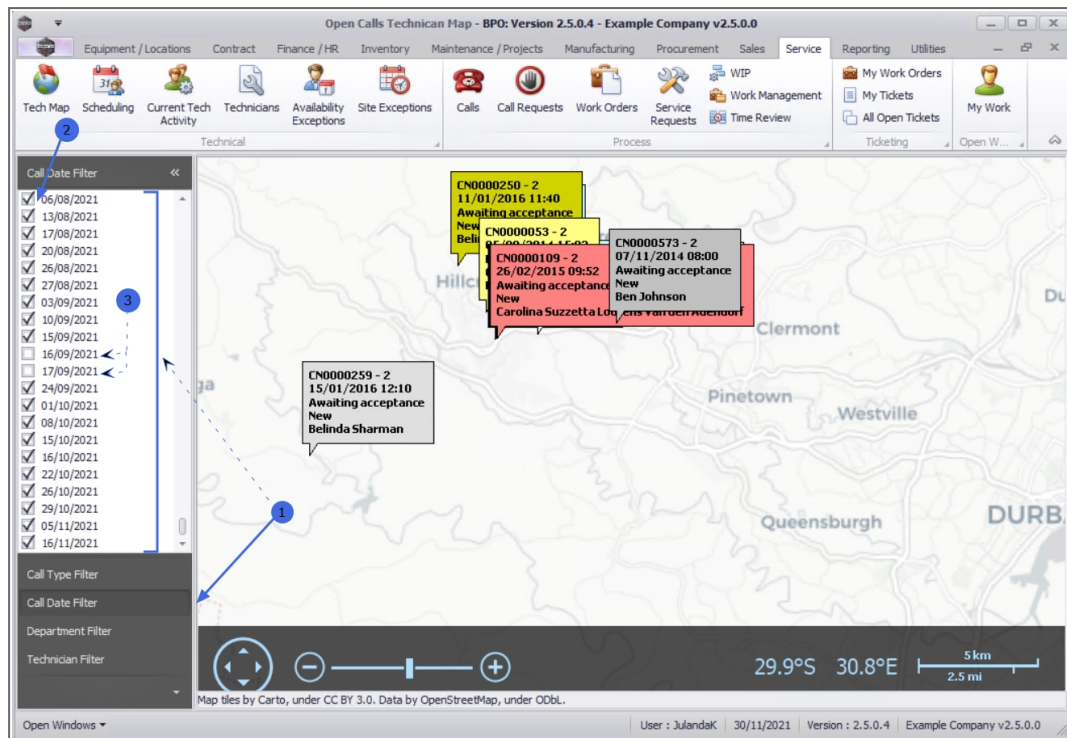 Open Calls Technican Map - BPO: Version 2.5.0.4 - Example Company v2.5.0.0
Equipment / Locations Contract Finance / HR Inventory Maintenance / Projects Manufacturing Procurement Sales Service Reporting Utilities
Tech Map
Scheduling
Current Tech
Activity
Technicians
Availability
Exceptions
Site Exceptions
Technical
Calls
Call Requests
Work Orders
Service
Requests
WIP
Work Management
Time Review
Process
My Work Orders
My Tickets
All Open Tickets
Ticketing
My Work
Open W...
2
Call Date Filter
06/08/2021
13/08/2021
17/08/2021
20/08/2021
26/08/2021
27/08/2021
03/09/2021
10/09/2021
15/09/2021
16/09/2021
17/09/2021
24/09/2021
01/10/2021
08/10/2021
15/10/2021
16/10/2021
22/10/2021
26/10/2021
29/10/2021
05/11/2021
16/11/2021
3
1
Call Type Filter
Call Date Filter
Department Filter
Technician Filter
CN0000250 - 2
11/01/2016 11:40
Awaiting acceptance
New
CN0000053 - 2
CN0000109 - 2
26/02/2015 09:52
Awaiting acceptance
New
Carolina Suzzetta
CN0000573 - 2
07/11/2014 08:00
Awaiting acceptance
New
Ben Johnson
CN0000259 - 2
15/01/2016 12:10
Awaiting acceptance
New
Belinda Sharman
Clermont
Pinetown
Westville
Queensburgh
DURB
29.9°S 30.8°E
5 km
2.5 mi
Map tiles by Carto, under CC BY 3.0. Data by OpenStreetMap, under ODbL.
Open Windows
User : JulandaK 30/11/2021 Version : 2.5.0.4 Example Company v2.5.0.0